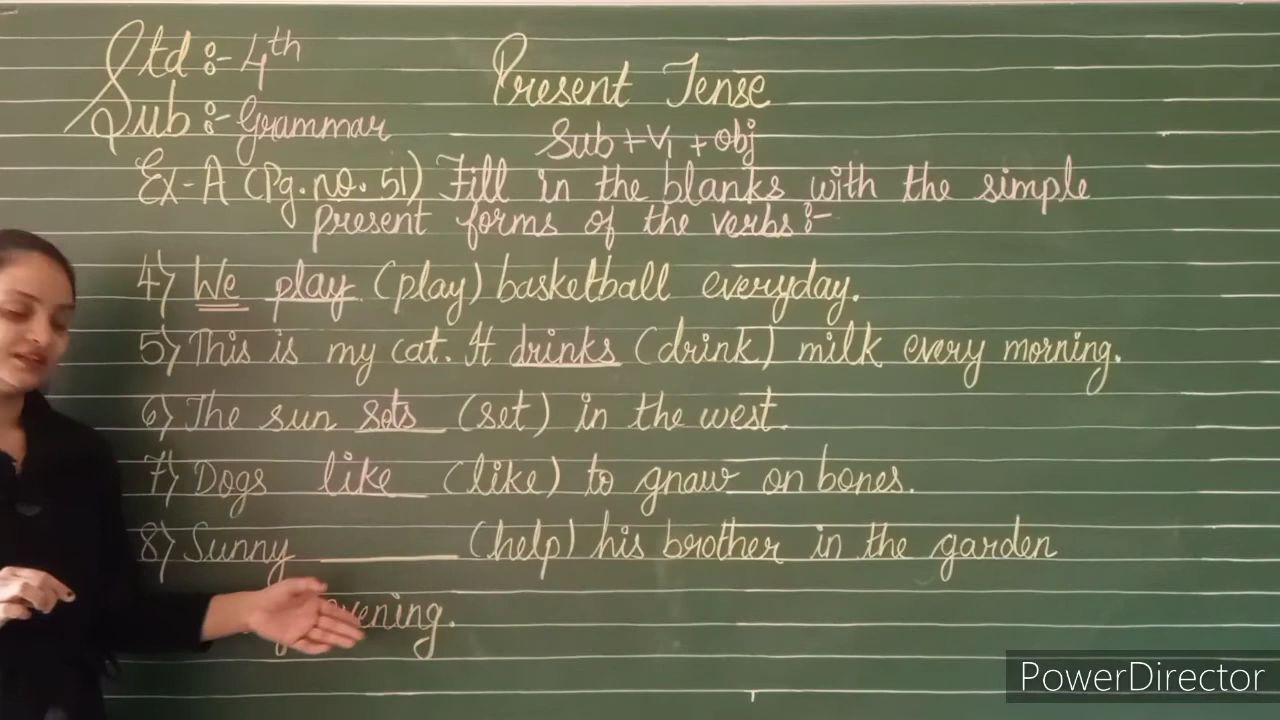 Std :- 4th
Present Tense
Sub :- Grammar
Sub + V1 + obj
Ex-A (Pg. no. 51) Fill in the blanks with the simple
present forms of the verbs :-
4) We play (play) basketball everyday.
5) This is my cat. It drinks (drink) milk every morning.
6) The sun sets (set) in the west.
7) Dogs like (like) to gnaw on bones.
8) Sunny ______ (help) his brother in the garden
evening.
PowerDirector